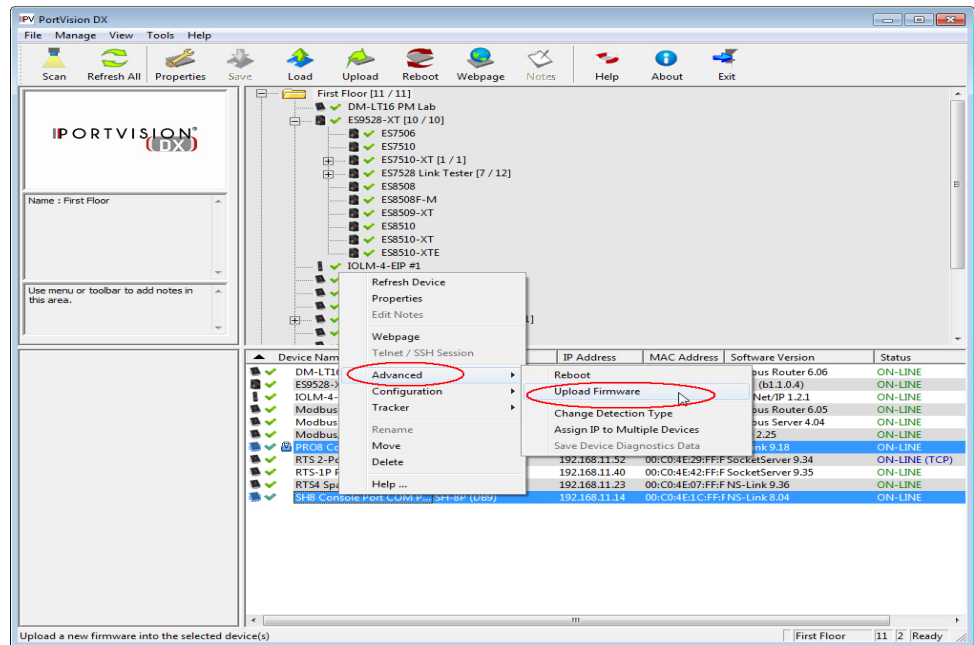 IPV PortVision DX
File Manage View Tools Help
Scan Refresh All Properties Save Load Upload Reboot Webpage Notes Help About Exit
PORTVISION®
(DX)
Name : First Floor
Use menu or toolbar to add notes in
this area.
First Floor [11 / 11]
DM-LT16 PM Lab
ES9528-XT [10 / 10]
ES7506
ES7510
ES7510-XT [1 / 1]
ES7528 Link Tester [7 / 12]
ES8508
ES8508F-M
ES8509-XT
ES8510
ES8510-XT
ES8510-XTE
IOLM-4-EIP #1
1]
Refresh Device
Properties
Edit Notes
Webpage
Telnet / SSH Session
Advanced
Configuration
Tracker
Rename
Move
Delete
Help ...
Reboot
Upload Firmware
Change Detection Type
Assign IP to Multiple Devices
Save Device Diagnostics Data
Device Nam IP Address MAC Address Software Version Status
DM-LT16 bus Router 6.06 ON-LINE
ES9528-X (b1.1.0.4) ON-LINE
IOLM-4- Net/IP 1.2.1 ON-LINE
Modbus bus Router 6.05 ON-LINE
Modbus bus Server 4.04 ON-LINE
Modbus 2.25 ON-LINE
PRO8 Co nk 9.18 ON-LINE
RTS 2-Po 192.168.11.52 00:C0:4E:29:FF:F SocketServer 9.34 ON-LINE (TCP)
RTS-1P F 192.168.11.40 00:C0:4E:42:FF:F SocketServer 9.35 ON-LINE
RTS4 Spa 192.168.11.23 00:C0:4E:07:FF:F NS-Link 9.36 ON-LINE
SH8 Console Port COM P... SH-8P (DB9) 192.168.11.14 00:C0:4E:1C:FF:F NS-Link 8.04 ON-LINE
Upload a new firmware into the selected device(s) First Floor 11 2 Ready